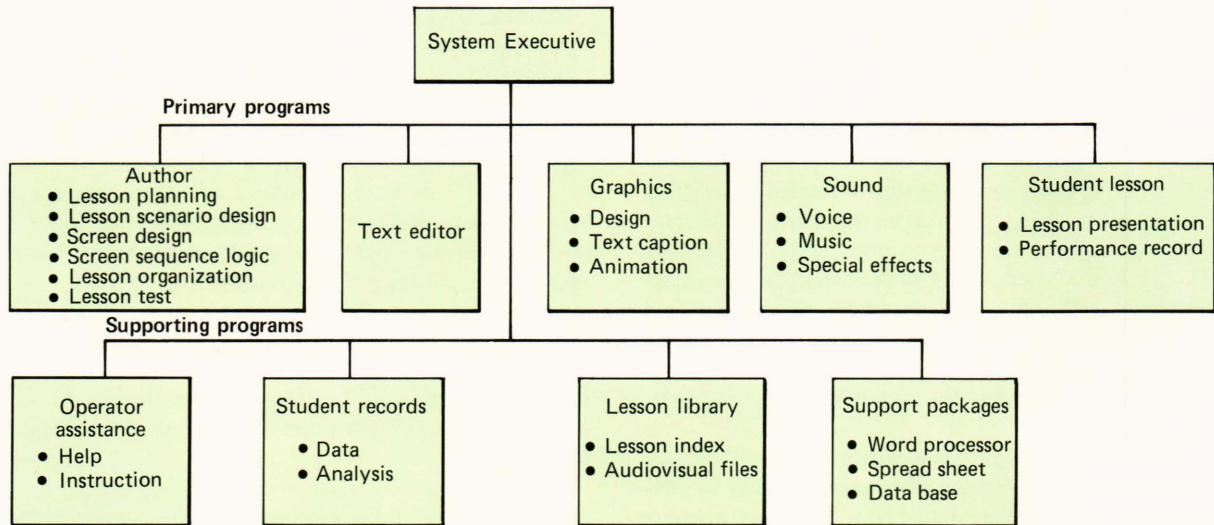 System Executive
Primary programs
Author
● Lesson planning
● Lesson scenario design
● Screen design
● Screen sequence logic
● Lesson organization
● Lesson test
Text editor
Graphics
● Design
● Text caption
● Animation
Sound
● Voice
● Music
● Special effects
Student lesson
● Lesson presentation
● Performance record
Supporting programs
Operator
assistance
● Help
● Instruction
Student records
● Data
● Analysis
Lesson library
● Lesson index
● Audiovisual files
Support packages
● Word processor
● Spread sheet
● Data base